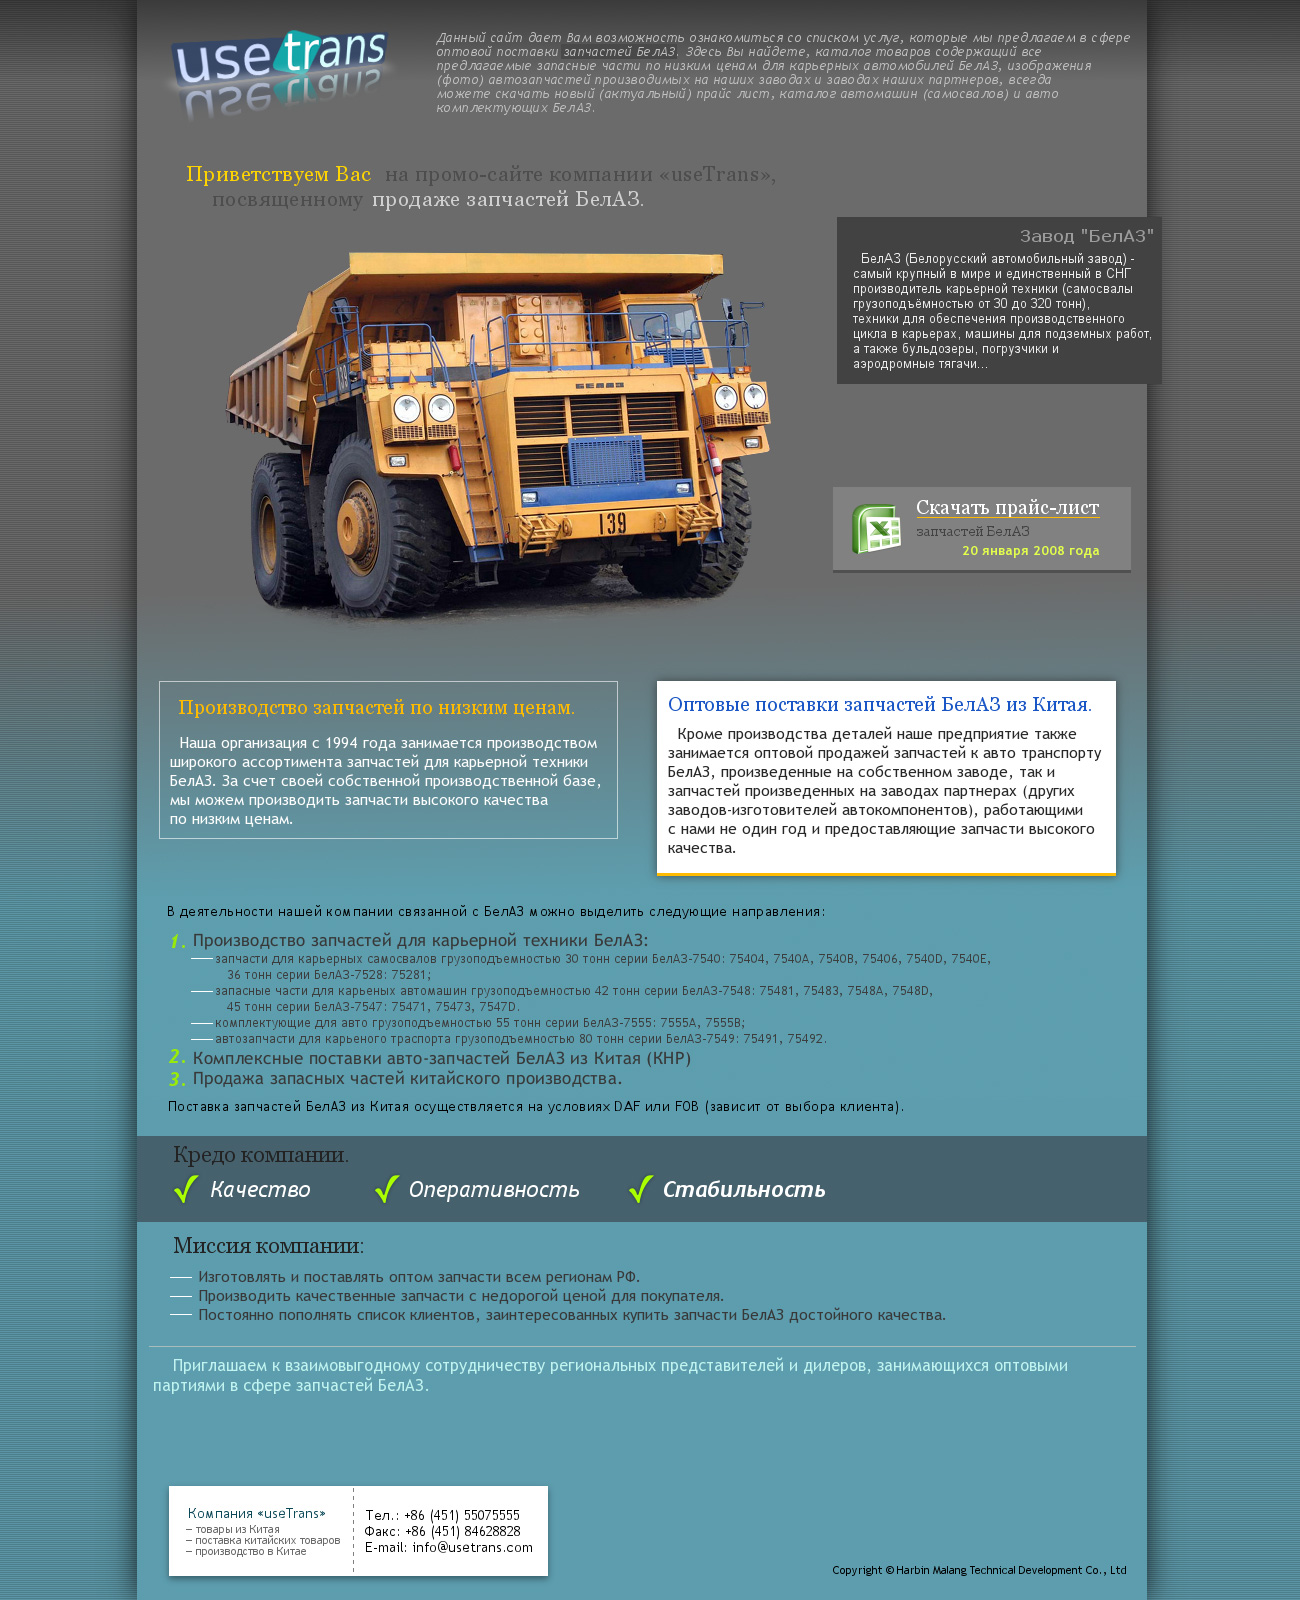 usetrans
Данный сайт дает Вам возможность ознакомиться со списком услуг, которые мы предлагаем в сфере
оптовой поставки запчастей БелАЗ. Здесь Вы найдете, каталог товаров содержащий все
предлагаемые запасные части по низким ценам для карьерных автомобилей БелАЗ, изображения
(фото) автозапчастей производимых на наших заводах и заводах наших партнеров, всегда
можете скачать новый (актуальный) прайс лист, каталог автомашин (самосвалов) и авто
комплектующих БелАЗ.
Приветствуем Вас на промо-сайте компании «useTrans»,
посвященному продаже запчастей БелАЗ.
Завод "БелАЗ"
БелАЗ (Белорусский автомобильный завод) -
самый крупный в мире и единственный в СНГ
производитель карьерной техники (самосвалы
грузоподъёмностью от 30 до 320 тонн),
техники для обеспечения производственного
цикла в карьерах, машины для подземных работ,
а также бульдозеры, погрузчики и
аэродромные тягачи...
139
БЕЛАЗ
139
Скачать прайс-лист
запчастей БелАЗ
20 января 2008 года
Производство запчастей по низким ценам.
Наша организация с 1994 года занимается производством
широкого ассортимента запчастей для карьерной техники
БелАЗ. За счет своей собственной производственной базе,
мы можем производить запчасти высокого качества
по низким ценам.
Оптовые поставки запчастей БелАЗ из Китая.
Кроме производства деталей наше предприятие также
занимается оптовой продажей запчастей к авто транспорту
БелАЗ, произведенные на собственном заводе, так и
запчастей произведенных на заводах партнерах (других
заводов-изготовителей автокомпонентов), работающими
с нами не один год и предоставляющие запчасти высокого
качества.
В деятельности нашей компании связанной с БелАЗ можно выделить следующие направления:
1. Производство запчастей для карьерной техники БелАЗ:
запчасти для карьерных самосвалов грузоподъемностью 30 тонн серии БелАЗ-7540: 75404, 7540A, 7540B, 75406, 7540D, 7540E,
36 тонн серии БелАЗ-7528: 75281;
запасные части для карьеных автомашин грузоподъемностью 42 тонн серии БелАЗ-7548: 75481, 75483, 7548A, 7548D,
45 тонн серии БелАЗ-7547: 75471, 75473, 7547D.
комплектующие для авто грузоподъемностью 55 тонн серии БелАЗ-7555: 7555A, 7555B;
автозапчасти для карьеного траспорта грузоподъемностью 80 тонн серии БелАЗ-7549: 75491, 75492.
2. Комплексные поставки авто-запчастей БелАЗ из Китая (КНР)
3. Продажа запасных частей китайского производства.
Поставка запчастей БелАЗ из Китая осуществляется на условиях DAF или FOB (зависит от выбора клиента).
Кредо компании.
Качество Оперативность Стабильность
Миссия компании:
Изготовлять и поставлять оптом запчасти всем регионам РФ.
Производить качественные запчасти с недорогой ценой для покупателя.
Постоянно пополнять список клиентов, заинтересованных купить запчасти БелАЗ достойного качества.
Приглашаем к взаимовыгодному сотрудничеству региональных представителей и дилеров, занимающихся оптовыми
партиями в сфере запчастей БелАЗ.
Компания «useTrans»
– товары из Китая
– поставка китайских товаров
– производство в Китае
Тел.: +86 (451) 55075555
Факс: +86 (451) 84628828
E-mail: info@usetrans.com
Copyright © Harbin Malang Technical Development Co., Ltd